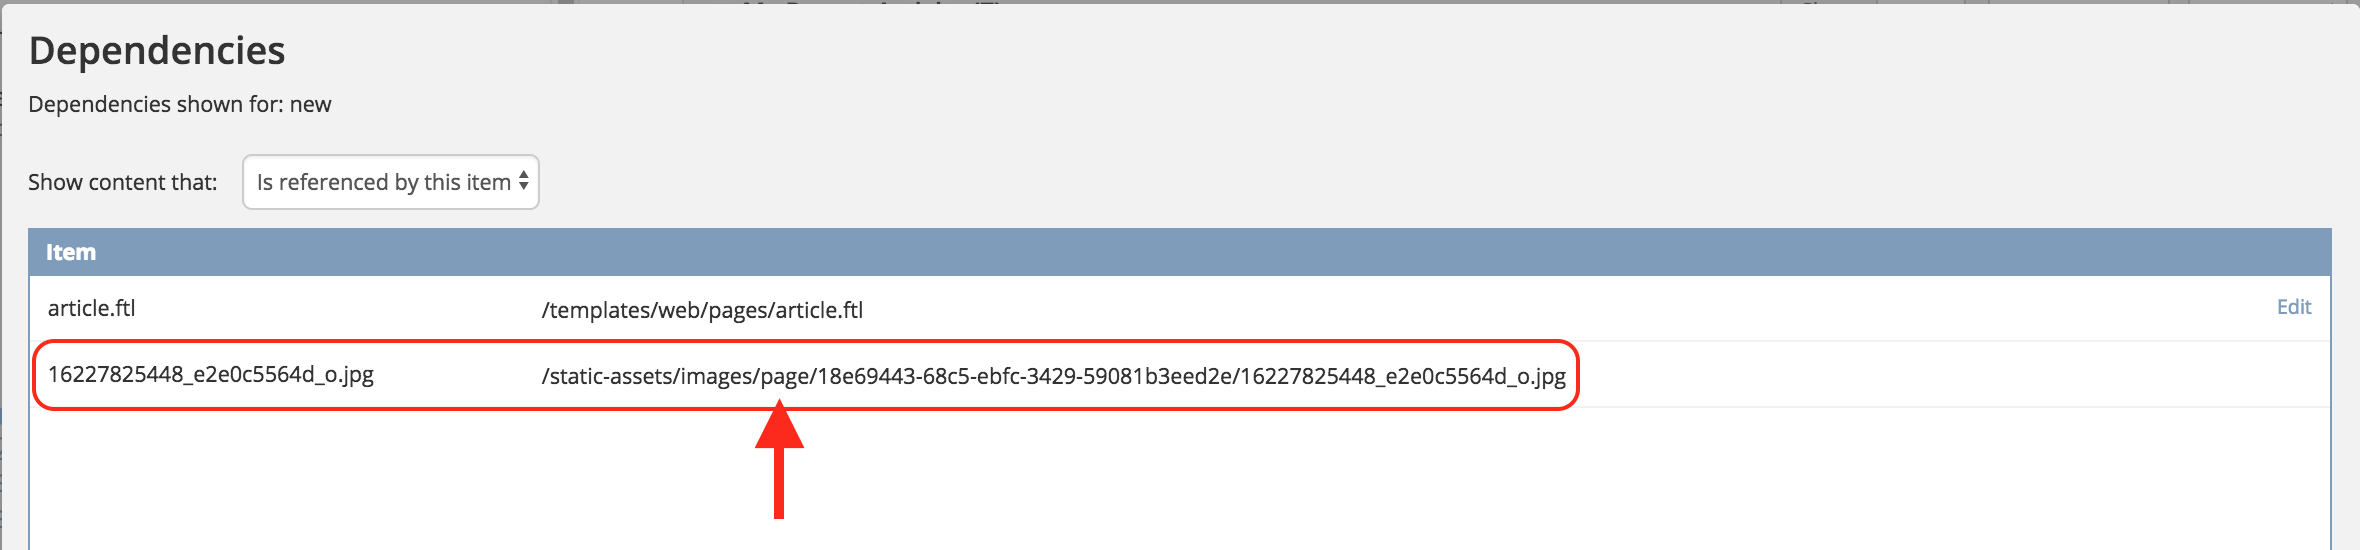 Dependencies
Dependencies shown for: new
Show content that: Is referenced by this item
Item
article.ftl /templates/web/pages/article.ftl Edit
16227825448_e2e0c5564d_o.jpg /static-assets/images/page/18e69443-68c5-ebfc-3429-59081b3eed2e/16227825448_e2e0c5564d_o.jpg